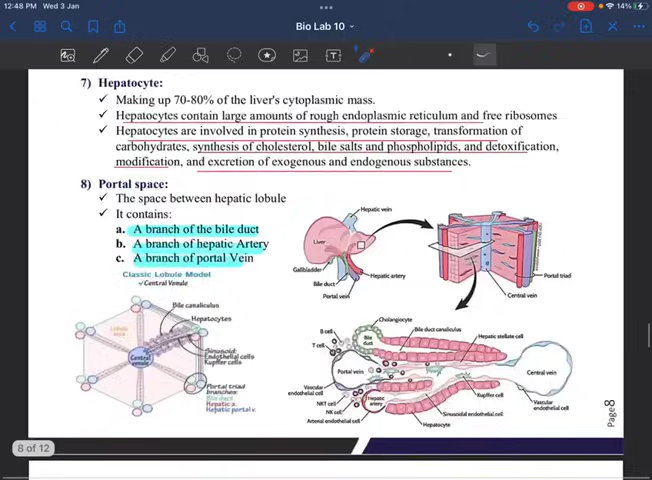 12:48 PM Wed 3 Jan
14%
Bio Lab 10
7) Hepatocyte:
✓ Making up 70-80% of the liver's cytoplasmic mass.
✓ Hepatocytes contain large amounts of rough endoplasmic reticulum and free ribosomes
✓ Hepatocytes are involved in protein synthesis, protein storage, transformation of
carbohydrates, synthesis of cholesterol, bile salts and phospholipids, and detoxification,
modification, and excretion of exogenous and endogenous substances.
8) Portal space:
✓ The space between hepatic lobule
✓ It contains:
a. A branch of the bile duct
b. A branch of hepatic Artery
c. A branch of portal Vein
Classic Lobule Model
✓Central Venule
Bile canaliculus
Hepatocytes
Central
venule
Sinusoid
Endothelial cells
Kupffer cells
Portal triad
branches:
Bile duct
Hepatic a.
Hepatic portal v.
Hepatic vein
Liver
Gallbladder
Bile duct
Hepatic artery
Portal vein
Portal triad
Central vein
Cholangiocyte
B cell
T cell
Bile
duct
Bile duct canaliculus
Hepatic stellate cell
Portal vein
Central vein
Vascular
endothelial cell
NKT cell
NK cell
Hepatic
artery
Arterial endothelial cell
Kupffer cell
Sinusoidal endothelial cell
Hepatocyte
Vascular
endothelial cell
Page8
8 of 12